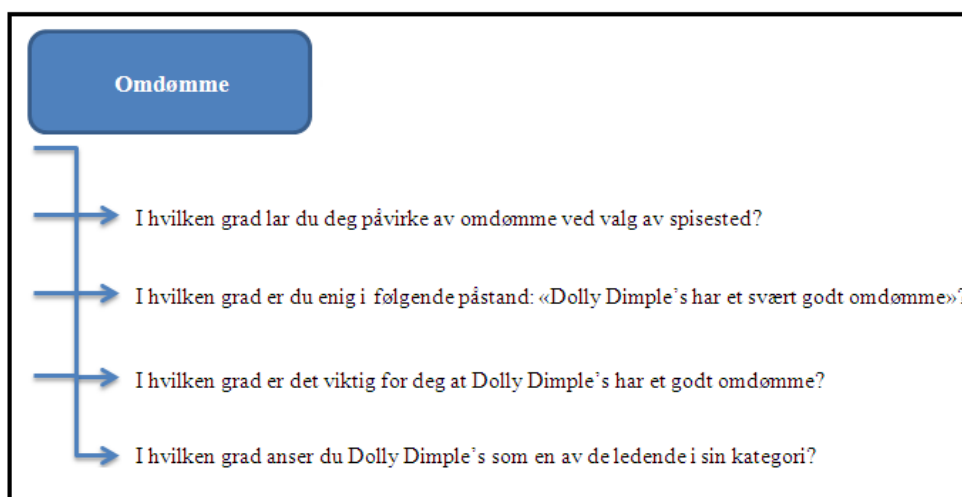 Omdømme
I hvilken grad lar du deg påvirke av omdømme ved valg av spisested?
I hvilken grad er du enig i følgende påstand: «Dolly Dimple’s har et svært godt omdømme»?
I hvilken grad er det viktig for deg at Dolly Dimple’s har et godt omdømme?
I hvilken grad anser du Dolly Dimple’s som en av de ledende i sin kategori?